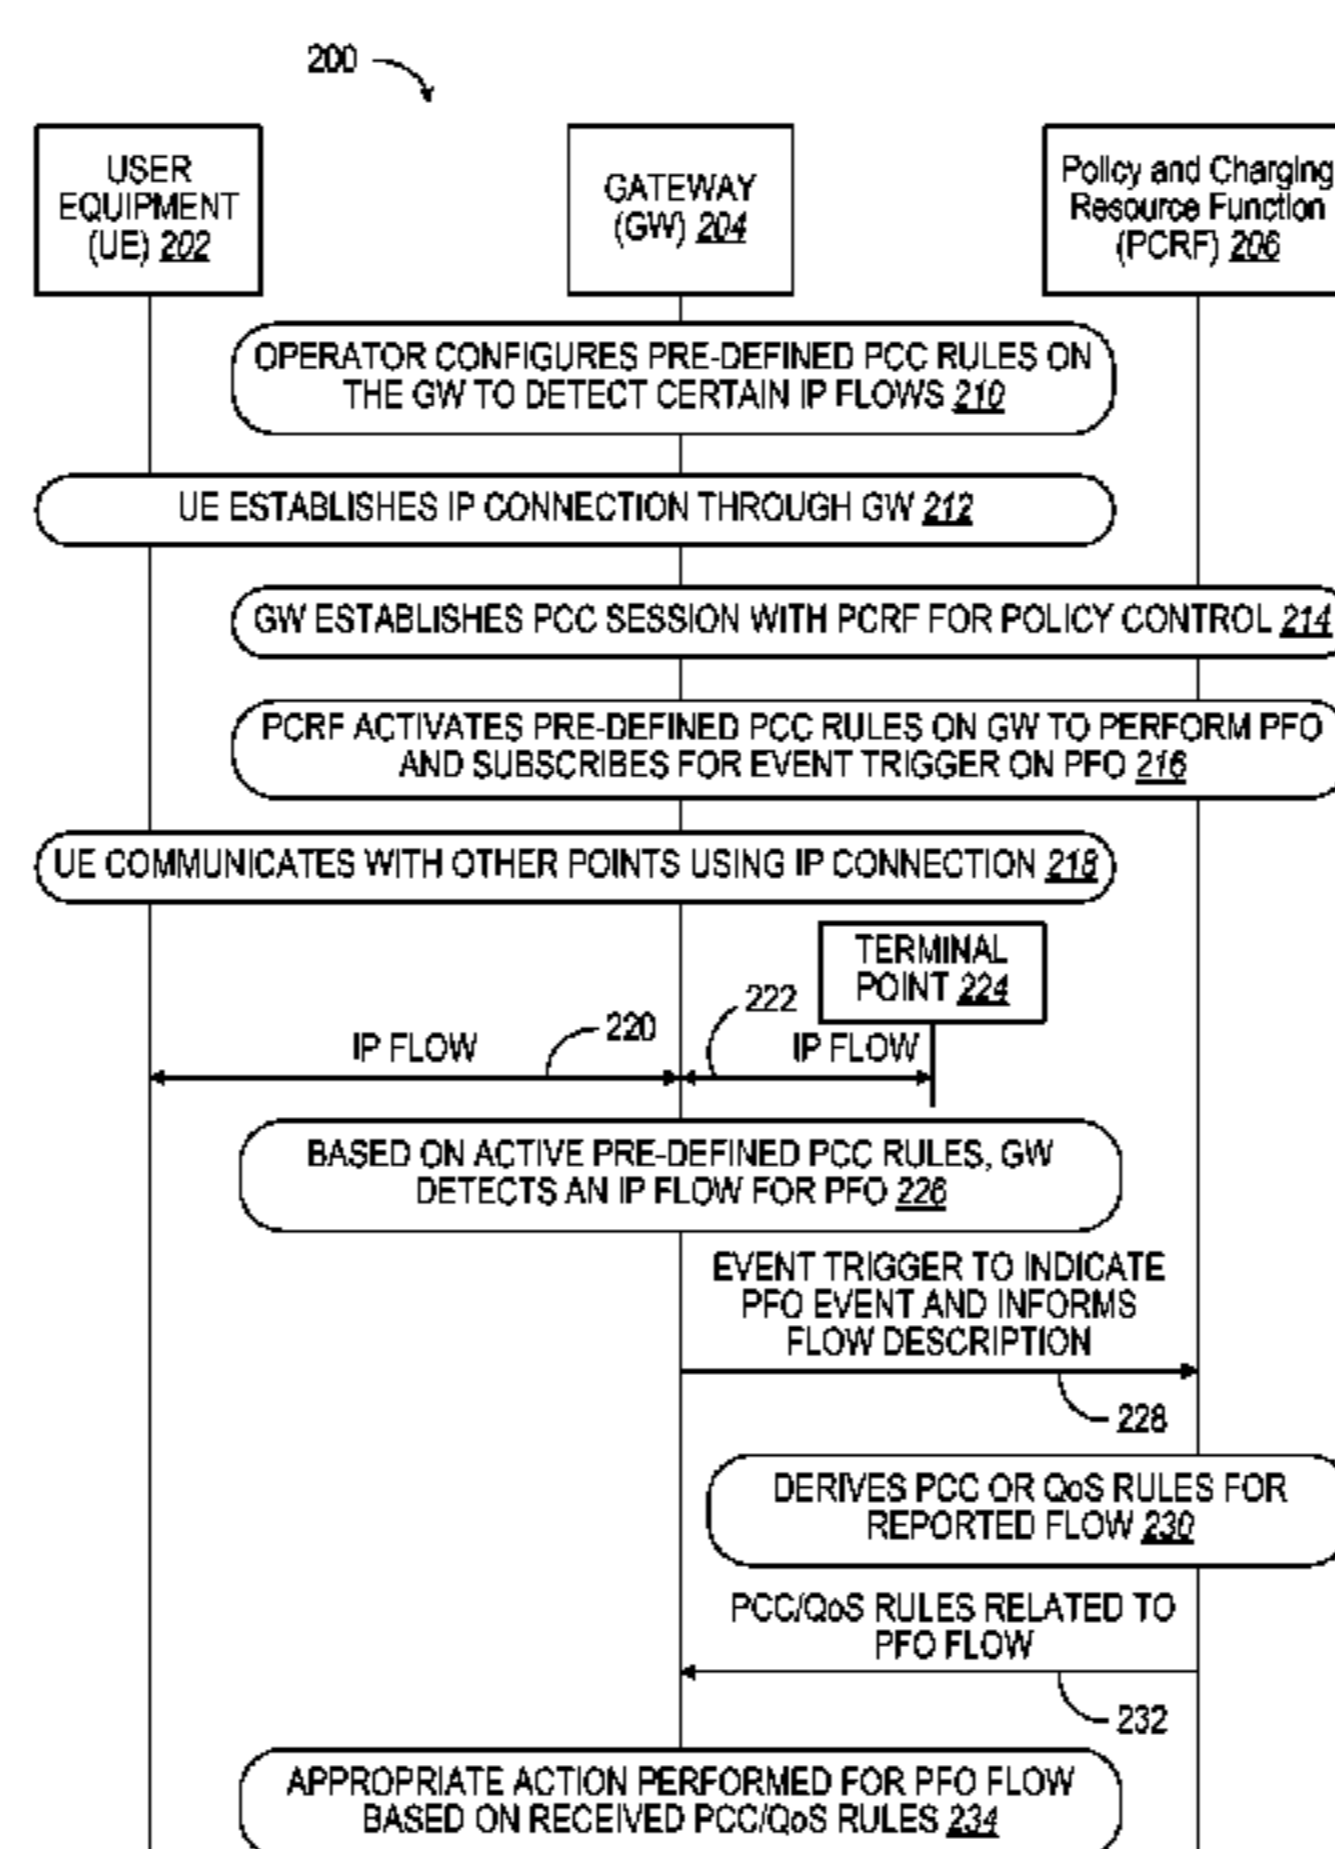 200
USER
EQUIPMENT
(UE) 202
GATEWAY
(GW) 204
Policy and Charging
Resource Function
(PCRF) 206
OPERATOR CONFIGURES PRE-DEFINED PCC RULES ON
THE GW TO DETECT CERTAIN IP FLOWS 210
UE ESTABLISHES IP CONNECTION THROUGH GW 212
GW ESTABLISHES PCC SESSION WITH PCRF FOR POLICY CONTROL 214
PCRF ACTIVATES PRE-DEFINED PCC RULES ON GW TO PERFORM PFO
AND SUBSCRIBES FOR EVENT TRIGGER ON PFO 216
UE COMMUNICATES WITH OTHER POINTS USING IP CONNECTION 218
TERMINAL
POINT 224
222
220
IP FLOW
IP FLOW
BASED ON ACTIVE PRE-DEFINED PCC RULES, GW
DETECTS AN IP FLOW FOR PFO 226
EVENT TRIGGER TO INDICATE
PFO EVENT AND INFORMS
FLOW DESCRIPTION
228
DERIVES PCC OR QoS RULES FOR
REPORTED FLOW 230
PCC/QoS RULES RELATED TO
PFO FLOW
232
APPROPRIATE ACTION PERFORMED FOR PFO FLOW
BASED ON RECEIVED PCC/QoS RULES 234